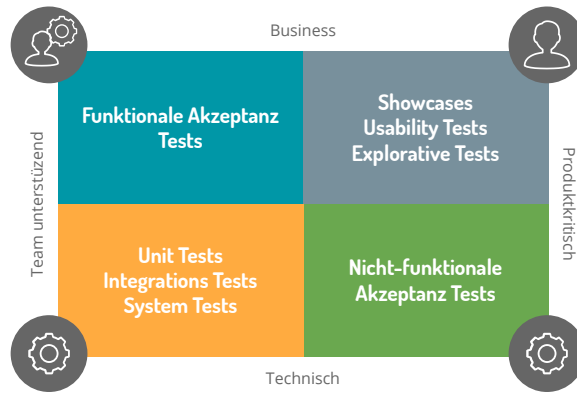 Business
Funktionale Akzeptanz
Tests
Showcases
Usability Tests
Explorative Tests
Team unterstüzend
Produktkritisch
Unit Tests
Integrations Tests
System Tests
Nicht-funktionale
Akzeptanz Tests
Technisch